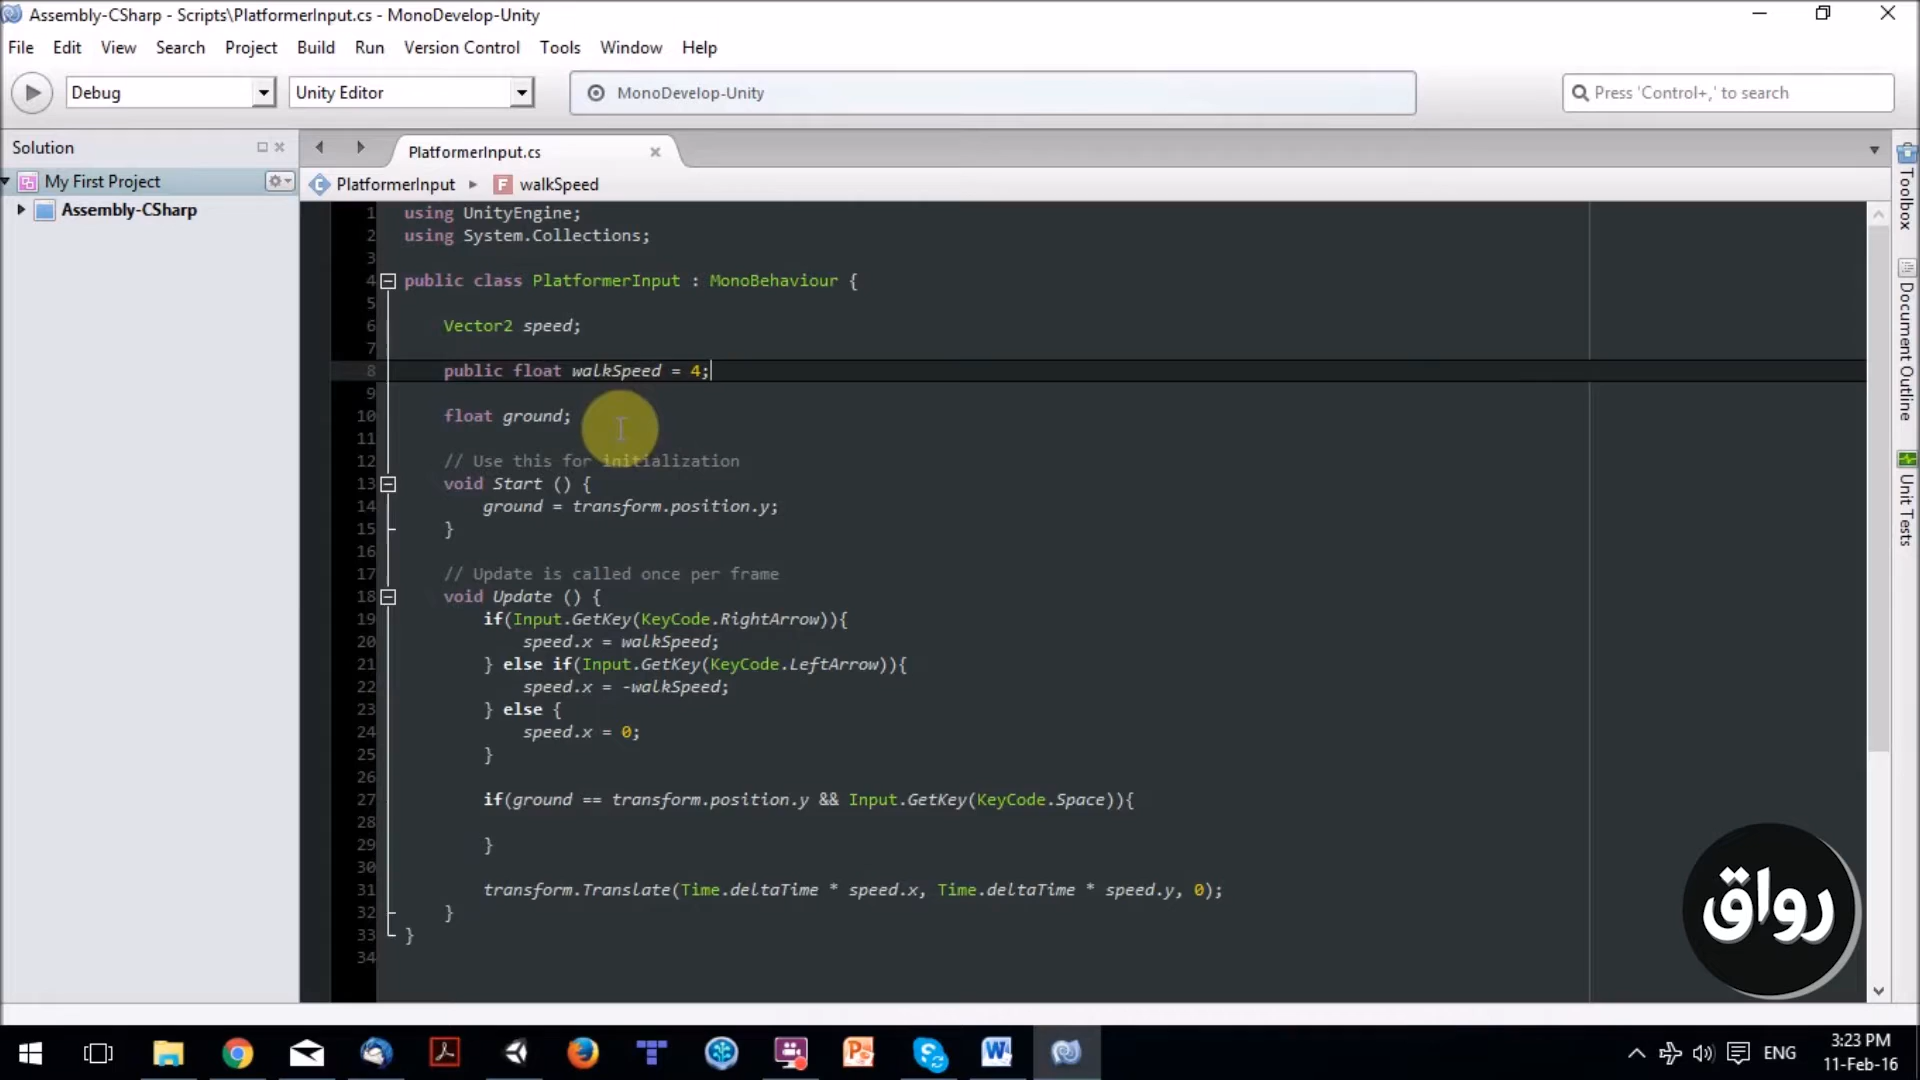 Assembly-CSharp - Scripts\PlatformerInput.cs - MonoDevelop-Unity
File Edit View Search Project Build Run Version Control Tools Window Help
Debug
Unity Editor
MonoDevelop-Unity
Press 'Control+,' to search
Solution
My First Project
Assembly-CSharp
PlatformerInput.cs
PlatformerInput
walkSpeed
1 using UnityEngine;
2 using System.Collections;
3
4 public class PlatformerInput : MonoBehaviour {
5
6 Vector2 speed;
7
8 public float walkSpeed = 4;
9
10 float ground;
11
12 // Use this for initialization
13 void Start () {
14 ground = transform.position.y;
15 }
16
17 // Update is called once per frame
18 void Update () {
19 if(Input.GetKey(KeyCode.RightArrow)){
20 speed.x = walkSpeed;
21 } else if(Input.GetKey(KeyCode.LeftArrow)){
22 speed.x = -walkSpeed;
23 } else {
24 speed.x = 0;
25 }
26
27 if(ground == transform.position.y && Input.GetKey(KeyCode.Space)){
28
29 }
30
31 transform.Translate(Time.deltaTime * speed.x, Time.deltaTime * speed.y, 0);
32 }
33 }
34
Toolbox
Document Outline
Unit Tests
رواق
ENG
3:23 PM
11-Feb-16